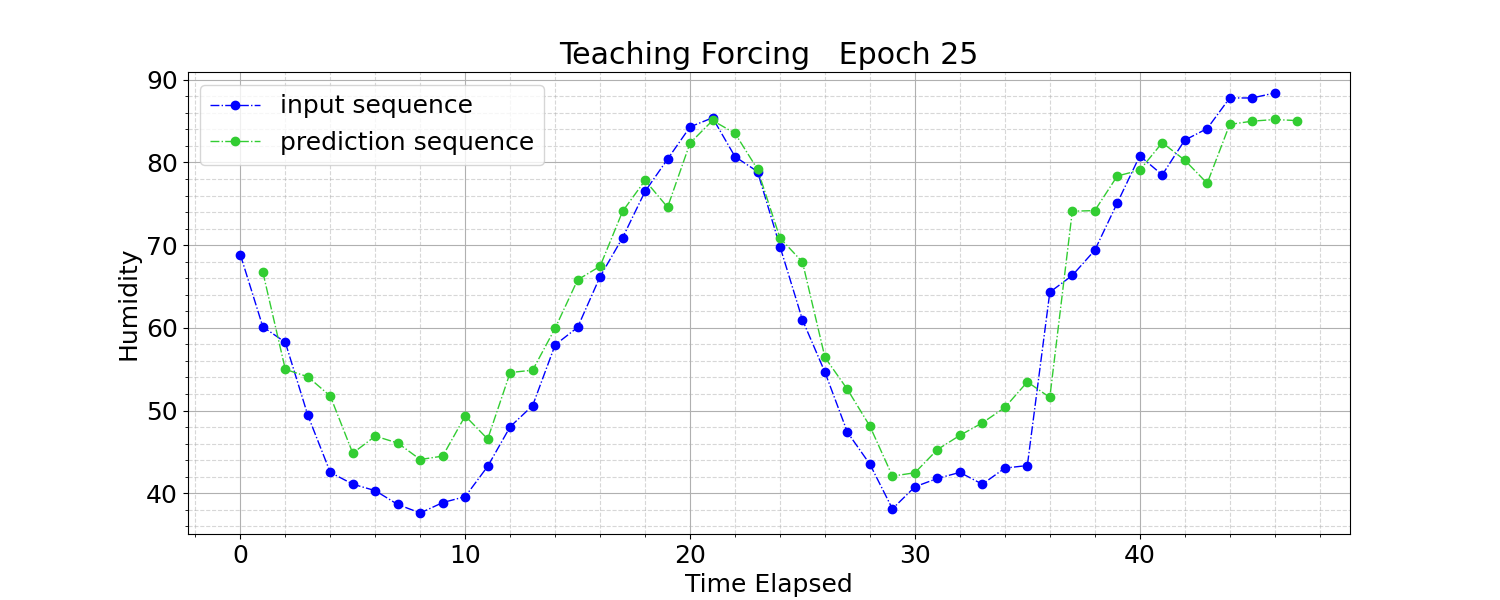 Teaching Forcing   Epoch 25
input sequence
prediction sequence
Humidity
90
80
70
60
50
40
0 10 20 30 40
Time Elapsed